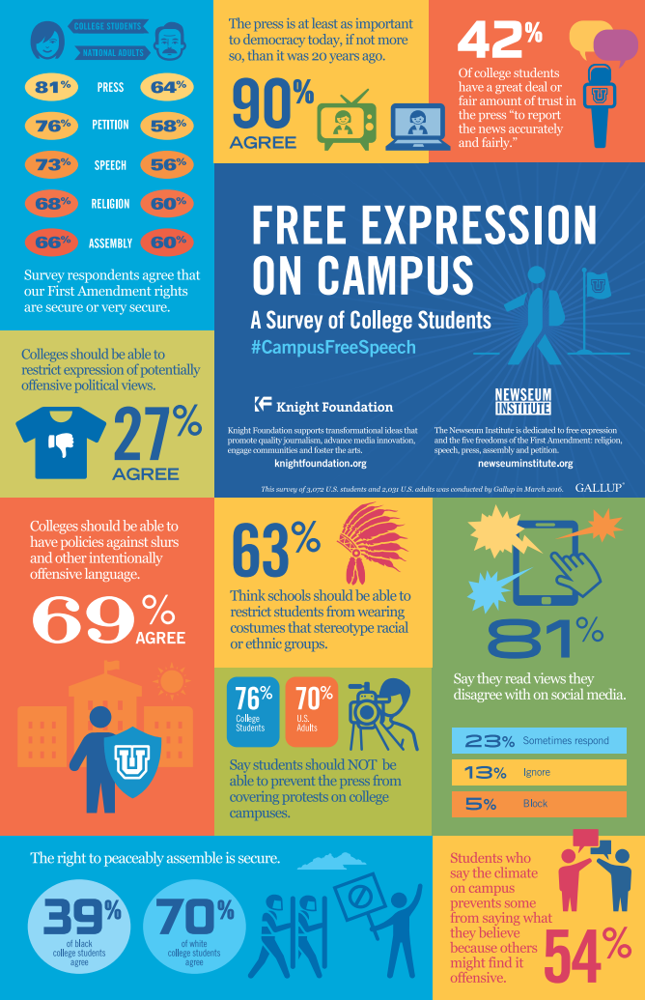 COLLEGE STUDENTS
NATIONAL ADULTS
81% PRESS 64%
76% PETITION 58%
73% SPEECH 56%
68% RELIGION 60%
66% ASSEMBLY 60%
Survey respondents agree that
our First Amendment rights
are secure or very secure.
The press is at least as important
to democracy today, if not more
so, than it was 20 years ago.
90%
AGREE
42%
Of college students
have a great deal or
fair amount of trust in
the press “to report
the news accurately
and fairly.”
U
FREE EXPRESSION
ON CAMPUS
A Survey of College Students
#CampusFreeSpeech
U
KF Knight Foundation
Knight Foundation supports transformational ideas that
promote quality journalism, advance media innovation,
engage communities and foster the arts.
knightfoundation.org
NEWSEUM
INSTITUTE
The Newseum Institute is dedicated to free expression
and the five freedoms of the First Amendment: religion,
speech, press, assembly and petition.
newseuminstitute.org
This survey of 3,072 U.S. students and 2,031 U.S. adults was conducted by Gallup in March 2016. GALLUP®
Colleges should be able to
restrict expression of potentially
offensive political views.
27%
AGREE
Colleges should be able to
have policies against slurs
and other intentionally
offensive language.
69%
AGREE
U
63%
Think schools should be able to
restrict students from wearing
costumes that stereotype racial
or ethnic groups.
76%
College
Students
70%
U.S.
Adults
Say students should NOT be
able to prevent the press from
covering protests on college
campuses.
81%
Say they read views they
disagree with on social media.
23% Sometimes respond
13% Ignore
5% Block
The right to peaceably assemble is secure.
39%
of black
college students
agree
70%
of white
college students
agree
Students who
say the climate
on campus
prevents some
from saying what
they believe
because others
might find it
offensive.
54%